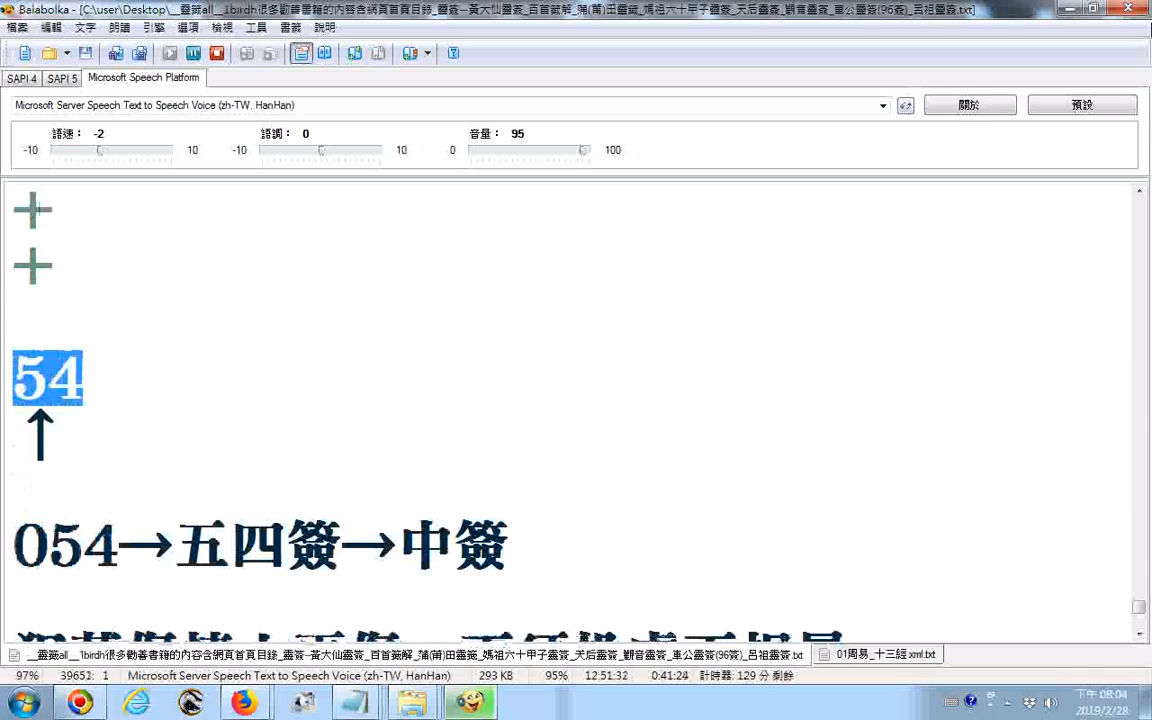 Balabolka - [C:\user\Desktop\__靈籤all__1birdh很多勸善書籍的內容含網頁首頁目錄_靈簽─黃大仙靈簽_百首籤解_蒲(莆)田靈籤_媽祖六十甲子靈簽_天后靈簽_觀音靈簽_車公靈簽(96簽)_呂祖靈簽.txt]
檔案 編輯 文字 朗讀 引擎 選項 檢視 工具 書籤 說明
SAPI 4 SAPI 5 Microsoft Speech Platform
Microsoft Server Speech Text to Speech Voice (zh-TW, HanHan) 關於 預設
語速： -2 語調： 0 音量： 95
-10 10 -10 10 0 100
＋
＋
54
↑
054→五四簽→中簽
__靈籤all__1birdh很多勸善書籍的內容含網頁首頁目錄_靈簽─黃大仙靈簽_百首籤解_蒲(莆)田靈籤_媽祖六十甲子靈簽_天后靈簽_觀音靈簽_車公靈簽(96簽)_呂祖靈簽.txt 01周易_十三經.xml.txt
97% 39652: 1 Microsoft Server Speech Text to Speech Voice (zh-TW, HanHan) 293 KB 95% 12:51:32 0:41:24 計時器: 129 分 剩餘
下午 08:04
2019/2/28